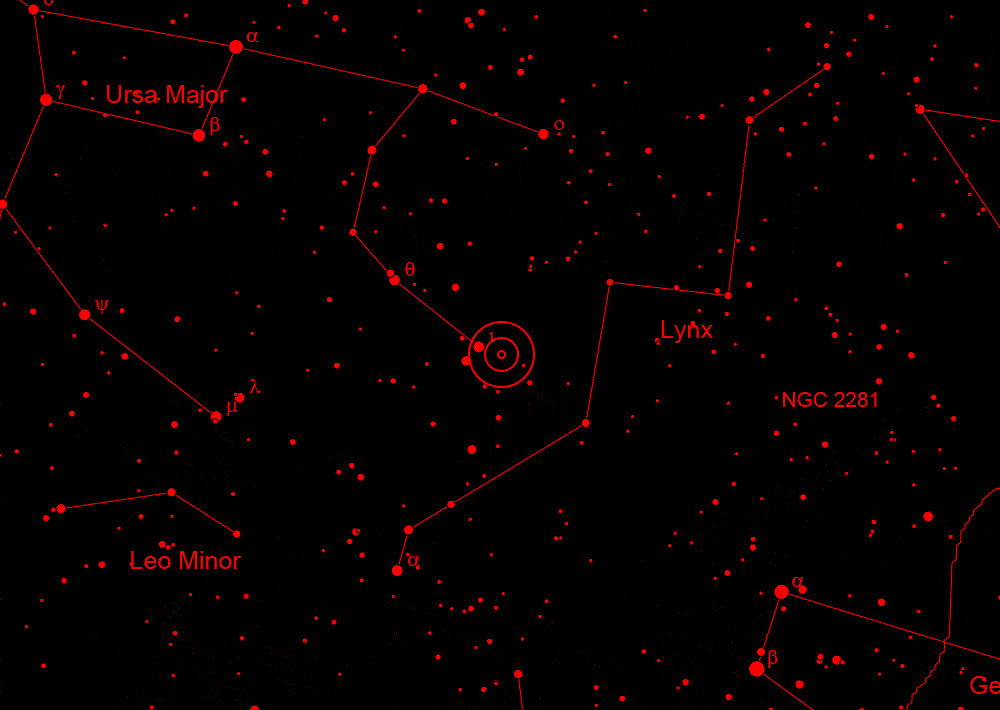 δ
α
γ
Ursa Major
β
ο
θ
ψ
ι
Lynx
λ
μ
NGC 2281
α
Leo Minor
α
β
Ge